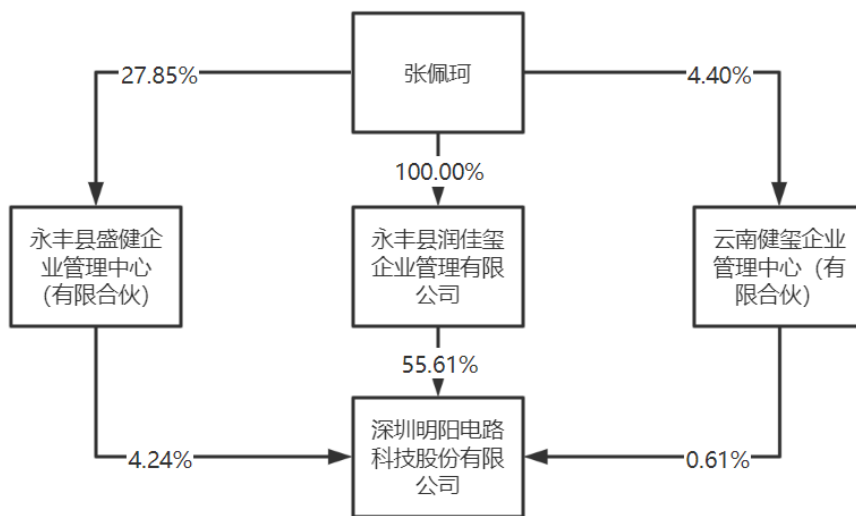 张佩珂
27.85%
4.40%
100.00%
永丰县盛健企
业管理中心
（有限合伙）
永丰县润佳玺
企业管理有限
公司
云南健玺企业
管理中心（有
限合伙）
55.61%
深圳明阳电路
科技股份有限
公司
4.24%
0.61%